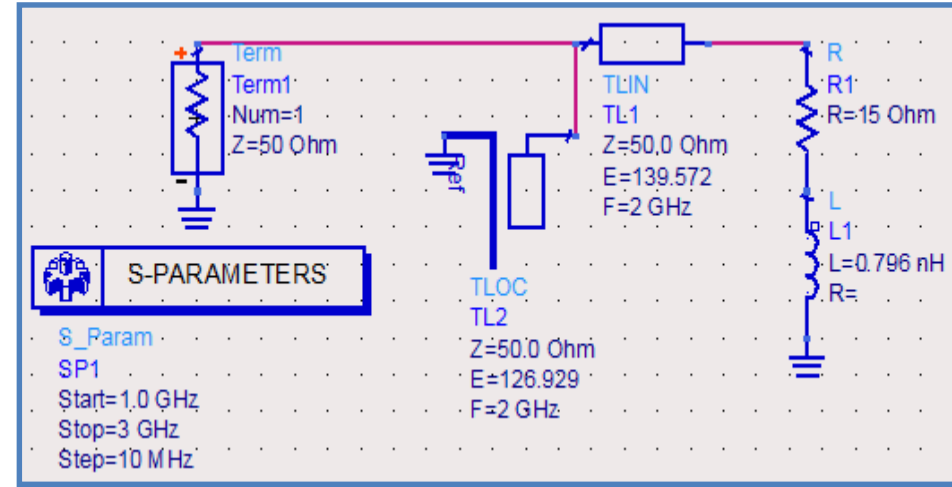 Term
Term1
Num=1
Z=50 Ohm
+
-
Ref
TLIN
TL1
Z=50.0 Ohm
E=139.572
F=2 GHz
R
R1
R=15 Ohm
L
L1
L=0.796 nH
R=
TLOC
TL2
Z=50.0 Ohm
E=126.929
F=2 GHz
S-PARAMETERS
S_Param
SP1
Start=1.0 GHz
Stop=3 GHz
Step=10 MHz